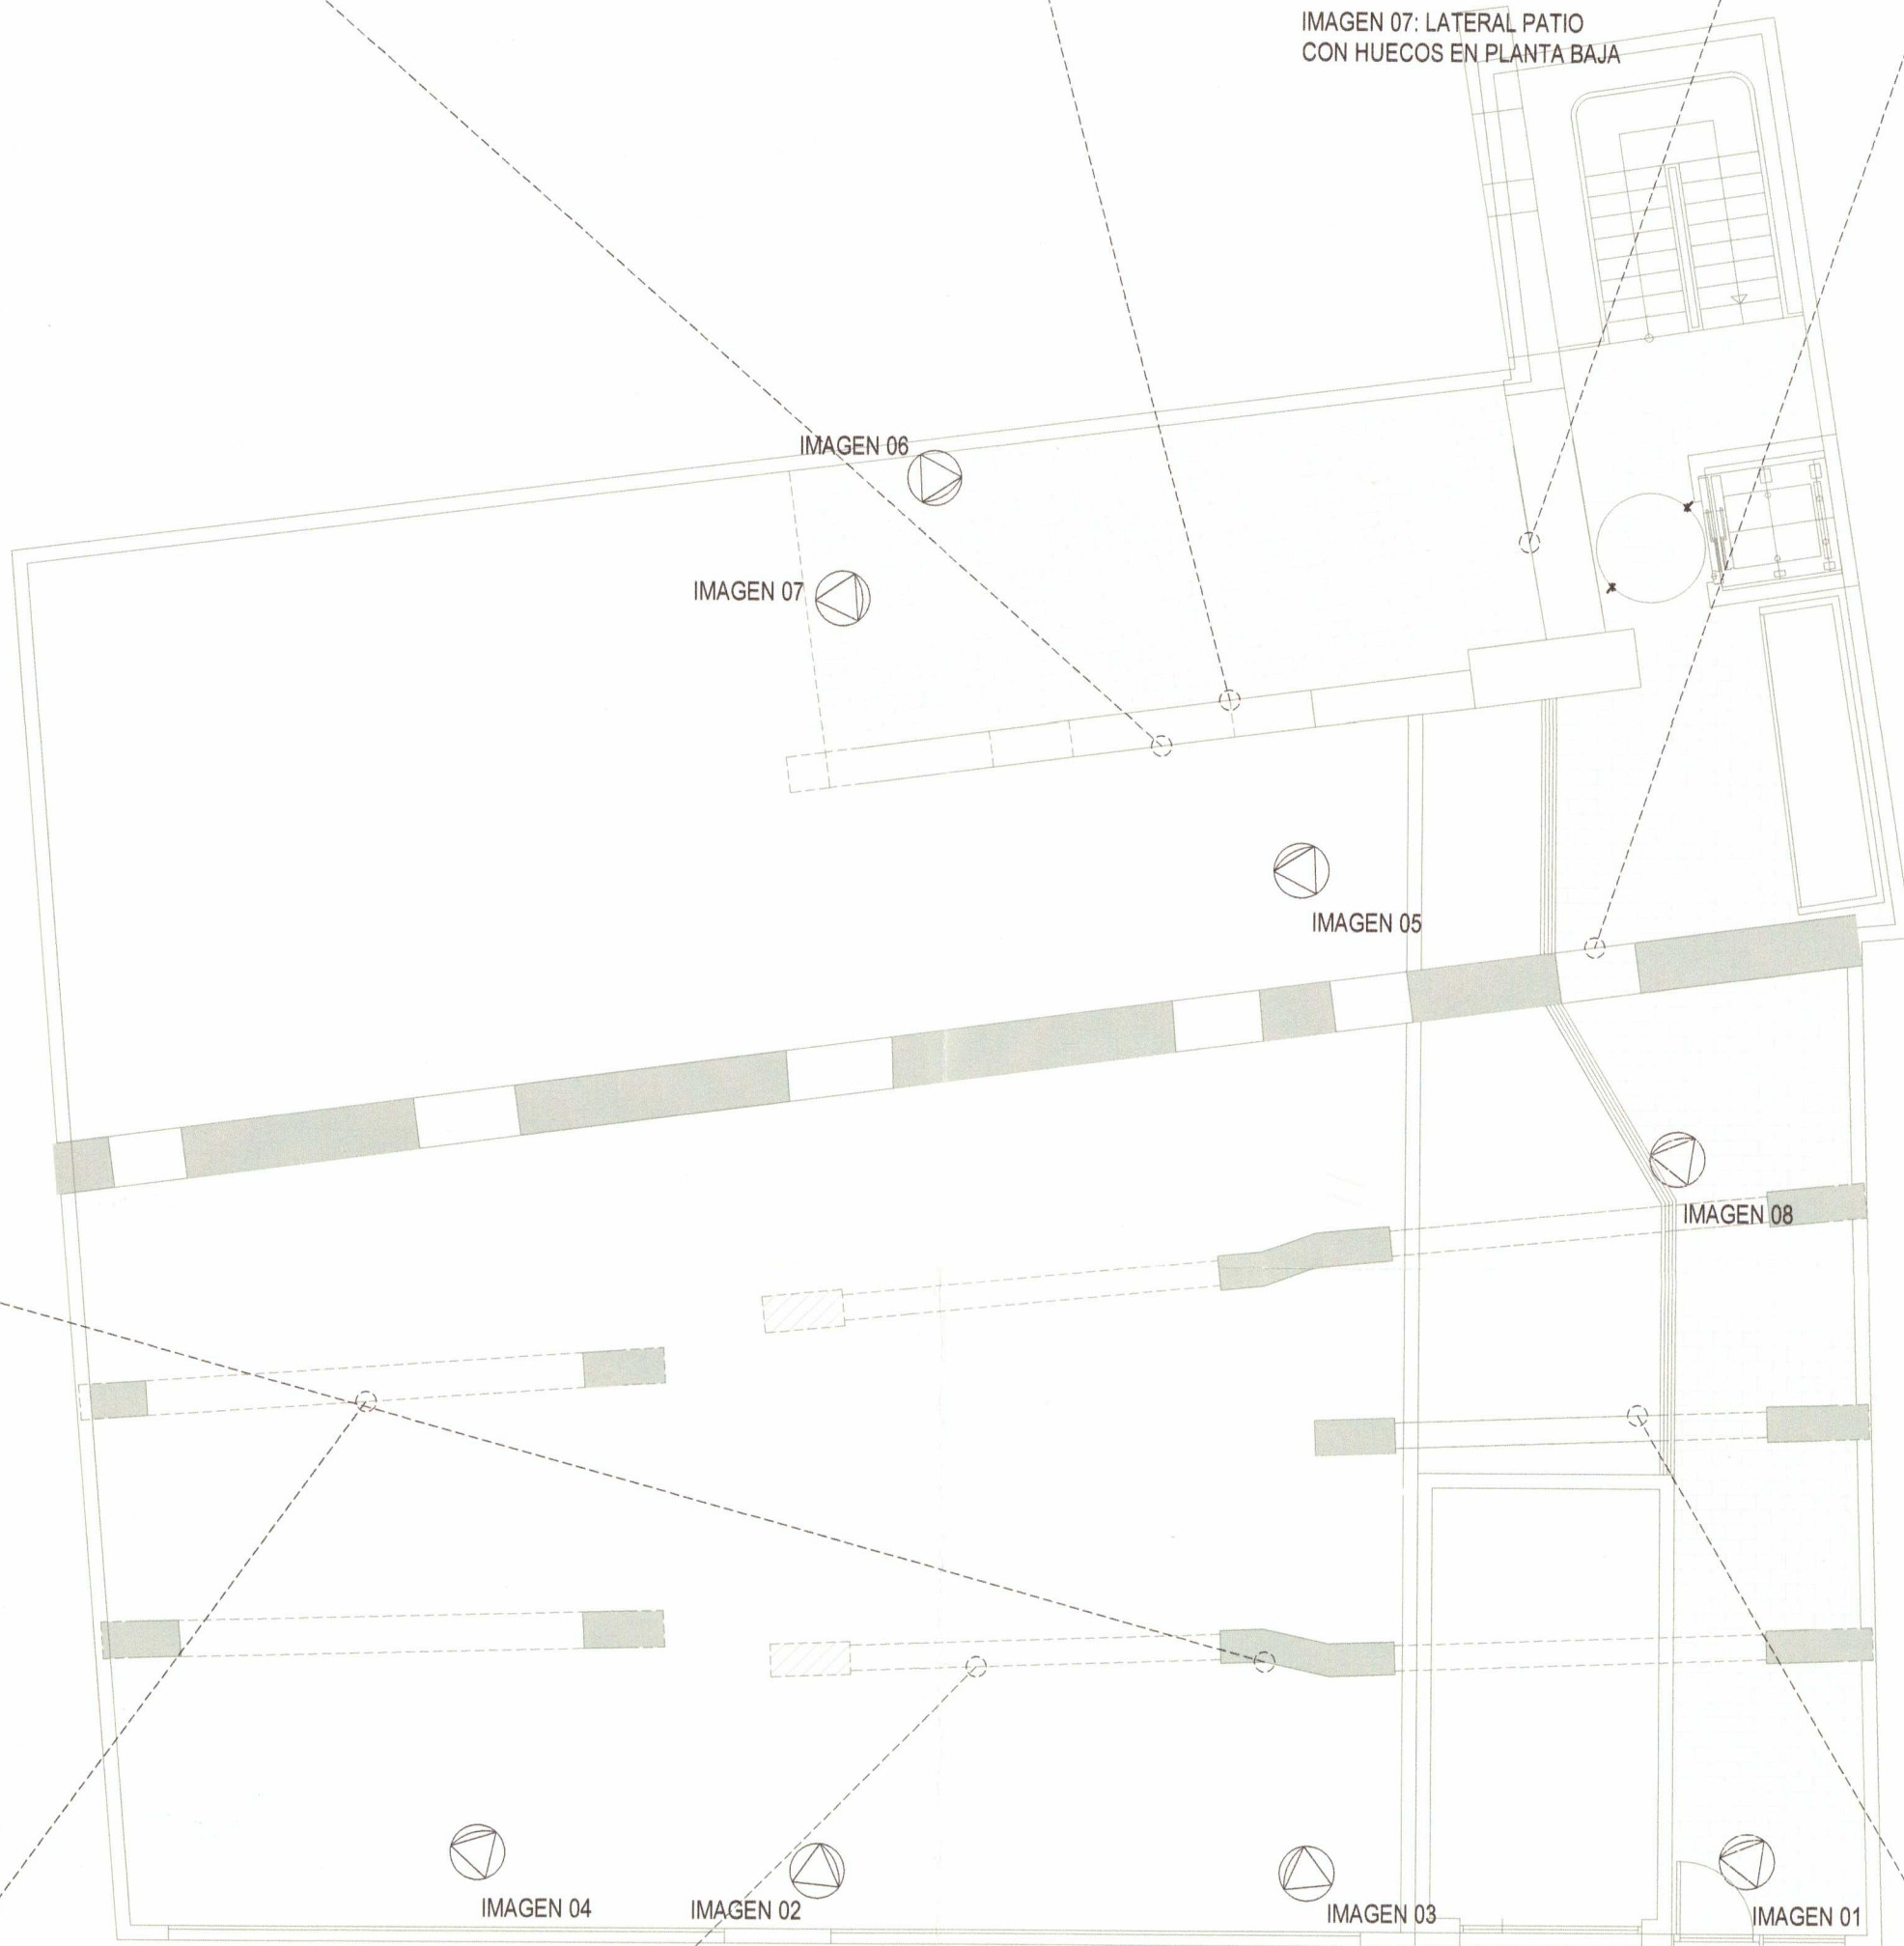 IMAGEN 07: LATERAL PATIO
CON HUECOS EN PLANTA BAJA
IMAGEN 06
IMAGEN 07
IMAGEN 05
IMAGEN 08
IMAGEN 04
IMAGEN 02
IMAGEN 03
IMAGEN 01